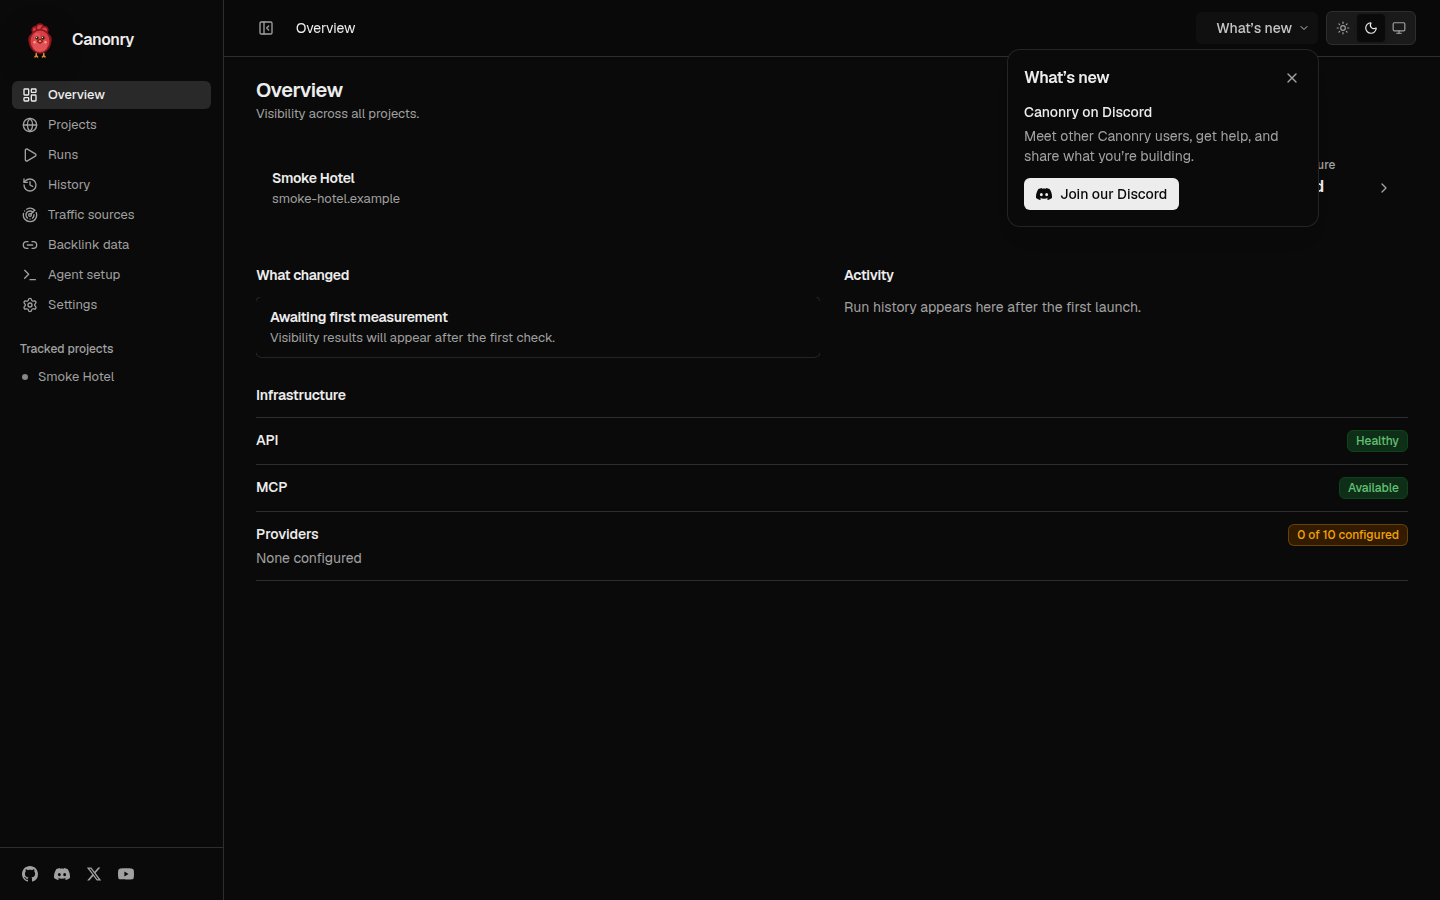 Canonry
Overview
Projects
Runs
History
Traffic sources
Backlink data
Agent setup
Settings
Tracked projects
Smoke Hotel
Overview
What's new
What's new
Canonry on Discord
Meet other Canonry users, get help, and
share what you're building.
Join our Discord
Overview
Visibility across all projects.
Smoke Hotel
smoke-hotel.example
What changed
Awaiting first measurement
Visibility results will appear after the first check.
Activity
Run history appears here after the first launch.
Infrastructure
API
Healthy
MCP
Available
Providers
0 of 10 configured
None configured